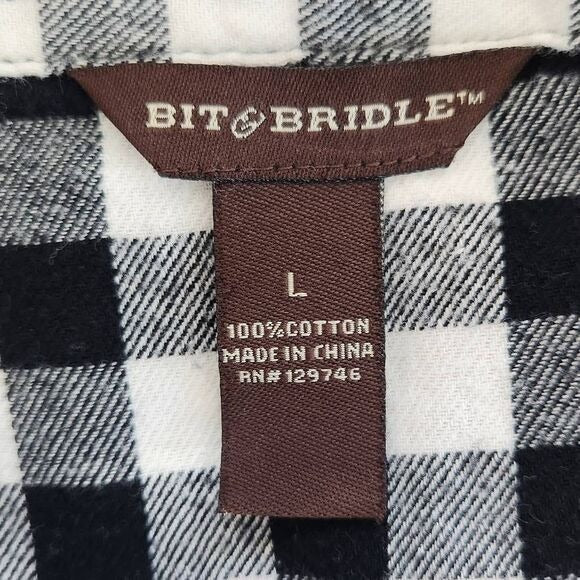 BIT & BRIDLE™
L
100%COTTON
MADE IN CHINA
RN#129746